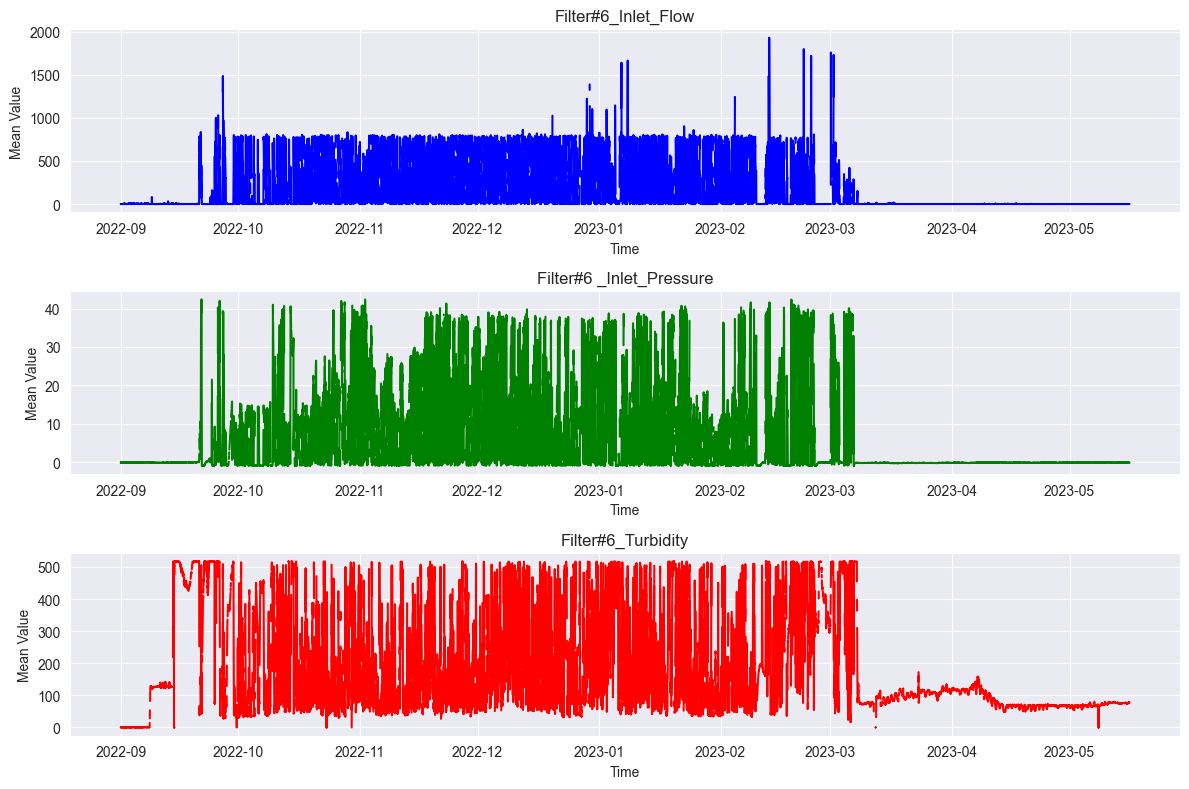 Filter#6_Inlet_Flow
2000
1500
1000
500
0
Mean Value
2022-09 2022-10 2022-11 2022-12 2023-01 2023-02 2023-03 2023-04 2023-05
Time
Filter#6 _Inlet_Pressure
40
30
20
10
0
Mean Value
2022-09 2022-10 2022-11 2022-12 2023-01 2023-02 2023-03 2023-04 2023-05
Time
Filter#6_Turbidity
500
400
300
200
100
0
Mean Value
2022-09 2022-10 2022-11 2022-12 2023-01 2023-02 2023-03 2023-04 2023-05
Time